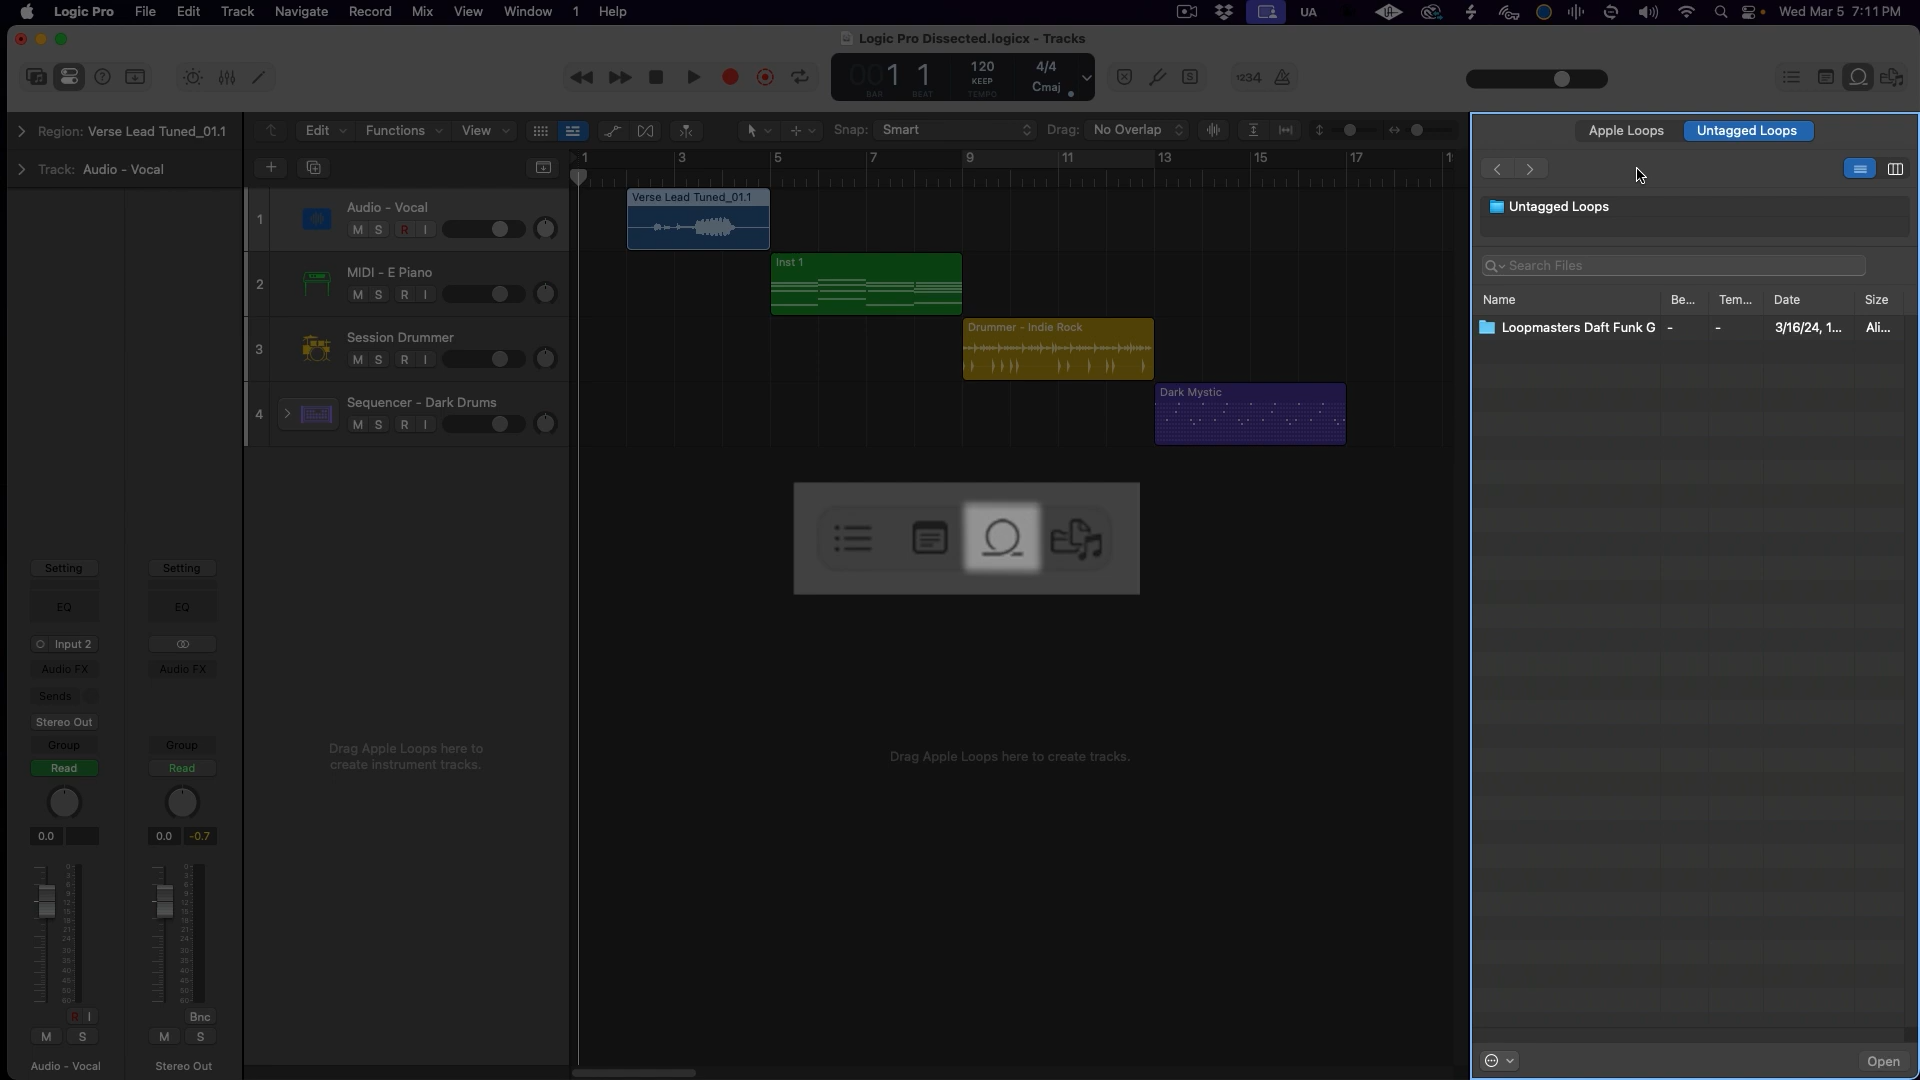 Logic Pro File Edit Track Navigate Record Mix View Window 1 Help
UA Wed Mar 5 7:11 PM
Logic Pro Dissected.logicx - Tracks
001 1 120 4/4
KEEP Cmaj
BAR BEAT TEMPO
1234
Region: Verse Lead Tuned_01.1
Track: Audio - Vocal
Edit Functions View Snap: Smart Drag: No Overlap
1 3 5 7 9 11 13 15 17
1 Audio - Vocal
M S R I
2 MIDI - E Piano
M S R I
3 Session Drummer
M S R I
4 Sequencer - Dark Drums
M S R I
Verse Lead Tuned_01.1
Inst 1
Drummer - Indie Rock
Dark Mystic
Drag Apple Loops here to
create instrument tracks.
Drag Apple Loops here to create tracks.
Setting Setting
EQ EQ
Input 2
Audio FX Audio FX
Sends
Stereo Out
Group Group
Read Read
0.0 0.0 -0.7
R I Bnc
M S M S
Audio - Vocal Stereo Out
Apple Loops Untagged Loops
Untagged Loops
Search Files
Name Be... Tem... Date Size
Loopmasters Daft Funk G - - 3/16/24, 1... Ali...
Open